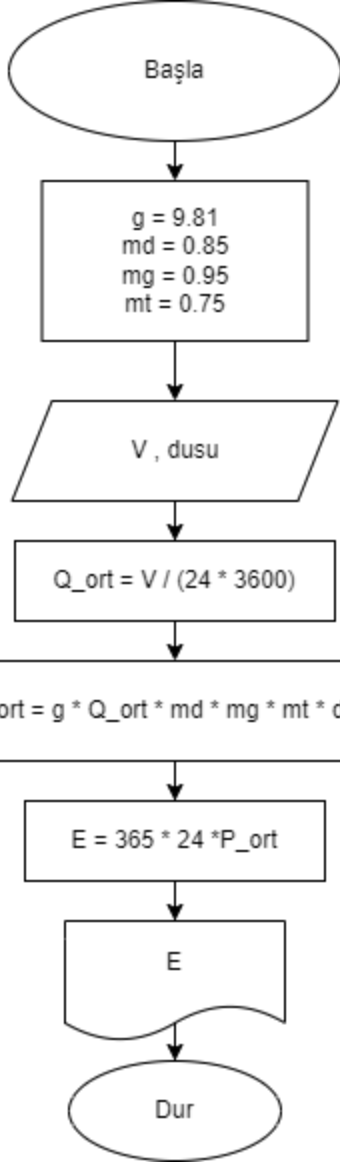 Başla
g = 9.81
md = 0.85
mg = 0.95
mt = 0.75
V , dusu
Q_ort = V / (24 * 3600)
ort = g * Q_ort * md * mg * mt *
E = 365 * 24 *P_ort
E
Dur